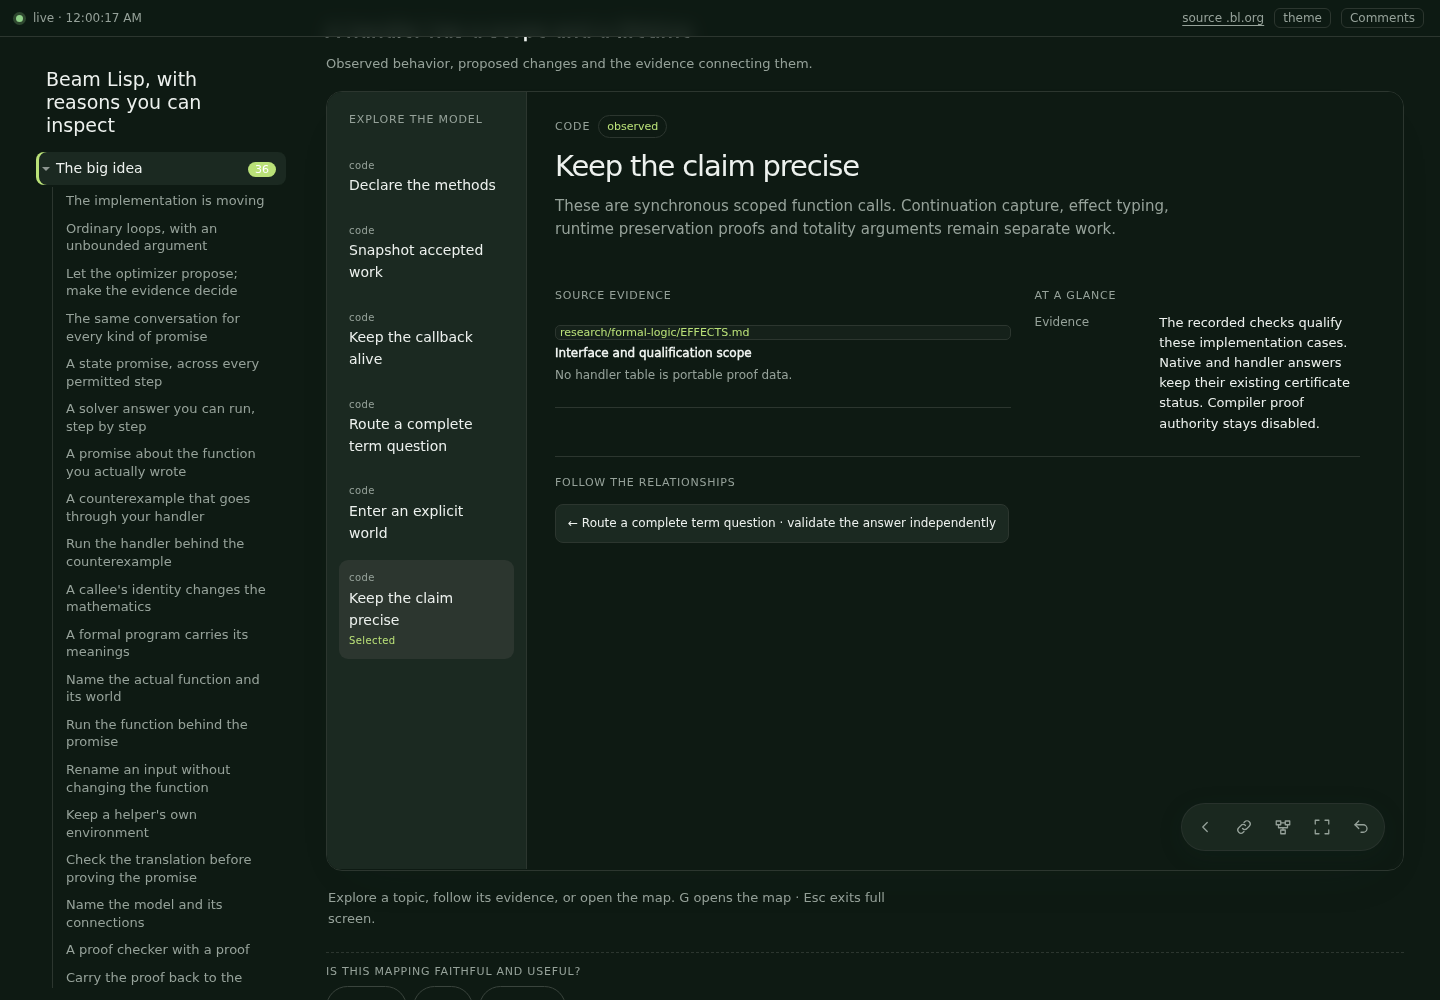 live · 12:00:17 AM
source .bl.org
theme
Comments
Beam Lisp, with
reasons you can
inspect
The big idea
36
The implementation is moving
Ordinary loops, with an
unbounded argument
Let the optimizer propose;
make the evidence decide
The same conversation for
every kind of promise
A state promise, across every
permitted step
A solver answer you can run,
step by step
A promise about the function
you actually wrote
A counterexample that goes
through your handler
Run the handler behind the
counterexample
A callee's identity changes the
mathematics
A formal program carries its
meanings
Name the actual function and
its world
Run the function behind the
promise
Rename an input without
changing the function
Keep a helper's own
environment
Check the translation before
proving the promise
Name the model and its
connections
A proof checker with a proof
Carry the proof back to the
Observed behavior, proposed changes and the evidence connecting them.
EXPLORE THE MODEL
code
Declare the methods
code
Snapshot accepted
work
code
Keep the callback
alive
code
Route a complete
term question
code
Enter an explicit
world
code
Keep the claim
precise
Selected
CODE
observed
Keep the claim precise
These are synchronous scoped function calls. Continuation capture, effect typing,
runtime preservation proofs and totality arguments remain separate work.
SOURCE EVIDENCE
research/formal-logic/EFFECTS.md
Interface and qualification scope
No handler table is portable proof data.
AT A GLANCE
Evidence
The recorded checks qualify
these implementation cases.
Native and handler answers
keep their existing certificate
status. Compiler proof
authority stays disabled.
FOLLOW THE RELATIONSHIPS
← Route a complete term question · validate the answer independently
Explore a topic, follow its evidence, or open the map. G opens the map · Esc exits full
screen.
IS THIS MAPPING FAITHFUL AND USEFUL?